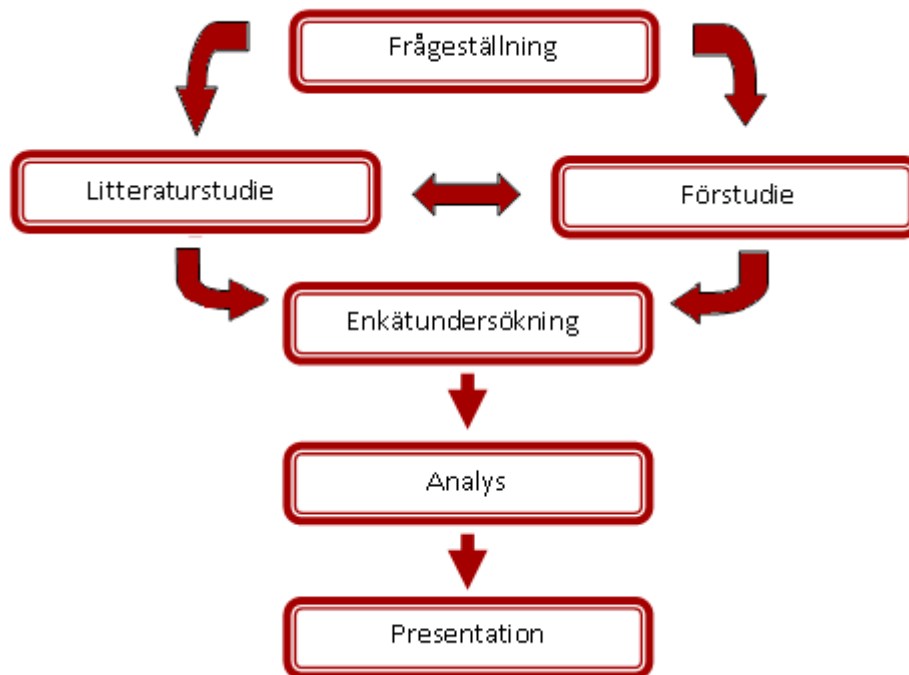 Frågeställning
Litteraturstudie
Förstudie
Enkätundersökning
Analys
Presentation